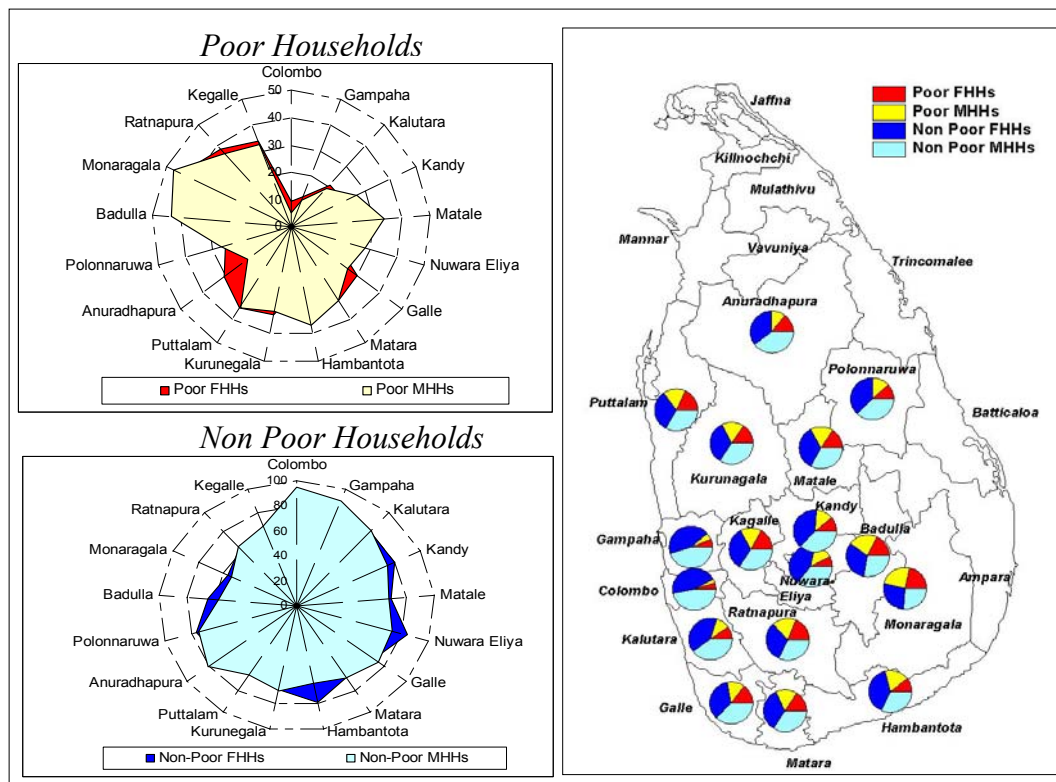 Poor Households
Colombo
Gampaha
Kalutara
Kandy
Matale
Nuwara Eliya
Galle
Matara
Hambantota
Kurunegala
Puttalam
Anuradhapura
Polonnaruwa
Badulla
Monaragala
Ratnapura
Kegalle
50
40
30
20
10
0
Poor FHHs
Poor MHHs
Non Poor Households
Colombo
Gampaha
Kalutara
Kandy
Matale
Nuwara Eliya
Galle
Matara
Hambantota
Kurunegala
Puttalam
Anuradhapura
Polonnaruwa
Badulla
Monaragala
Ratnapura
Kegalle
100
80
60
40
20
0
Non-Poor FHHs
Non-Poor MHHs
Poor FHHs
Poor MHHs
Non Poor FHHs
Non Poor MHHs
Jaffna
Killnochchi
Mulathivu
Mannar
Vavuniya
Trincomalee
Anuradhapura
Polonnaruwa
Puttalam
Batticaloa
Kurunagala
Matale
Kandy
Kagalle
Badulla
Gampaha
Nuwara-
Eliya
Ampara
Colombo
Ratnapura
Monaragala
Kalutara
Galle
Hambantota
Matara